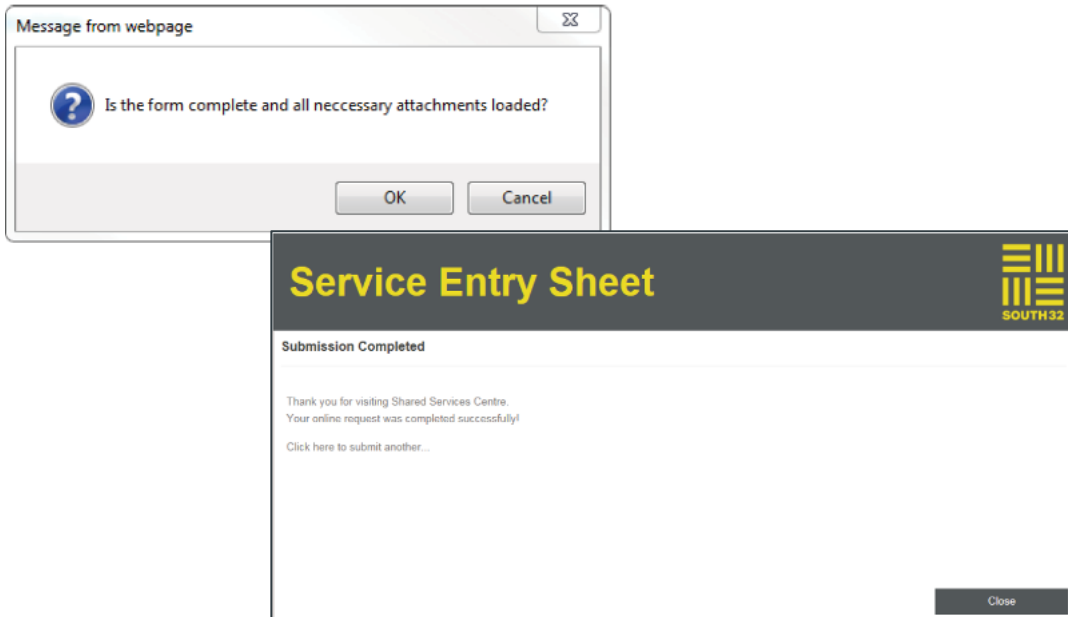 Message from webpage
Is the form complete and all neccessary attachments loaded?
OK
Cancel
Service Entry Sheet
SOUTH32
Submission Completed
Thank you for visiting Shared Services Centre.
Your online request was completed successfully!
Click here to submit another...
Close